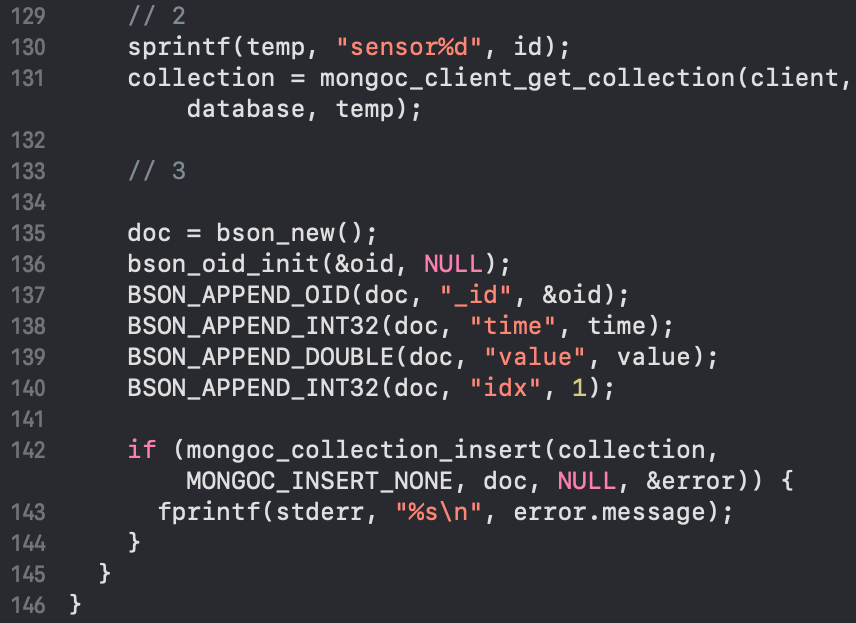 129 // 2
130 sprintf(temp, "sensor%d", id);
131 collection = mongoc_client_get_collection(client,
database, temp);
132
133 // 3
134
135 doc = bson_new();
136 bson_oid_init(&oid, NULL);
137 BSON_APPEND_OID(doc, "_id", &oid);
138 BSON_APPEND_INT32(doc, "time", time);
139 BSON_APPEND_DOUBLE(doc, "value", value);
140 BSON_APPEND_INT32(doc, "idx", 1);
141
142 if (mongoc_collection_insert(collection,
MONGOC_INSERT_NONE, doc, NULL, &error)) {
143 fprintf(stderr, "%s\n", error.message);
144 }
145 }
146 }